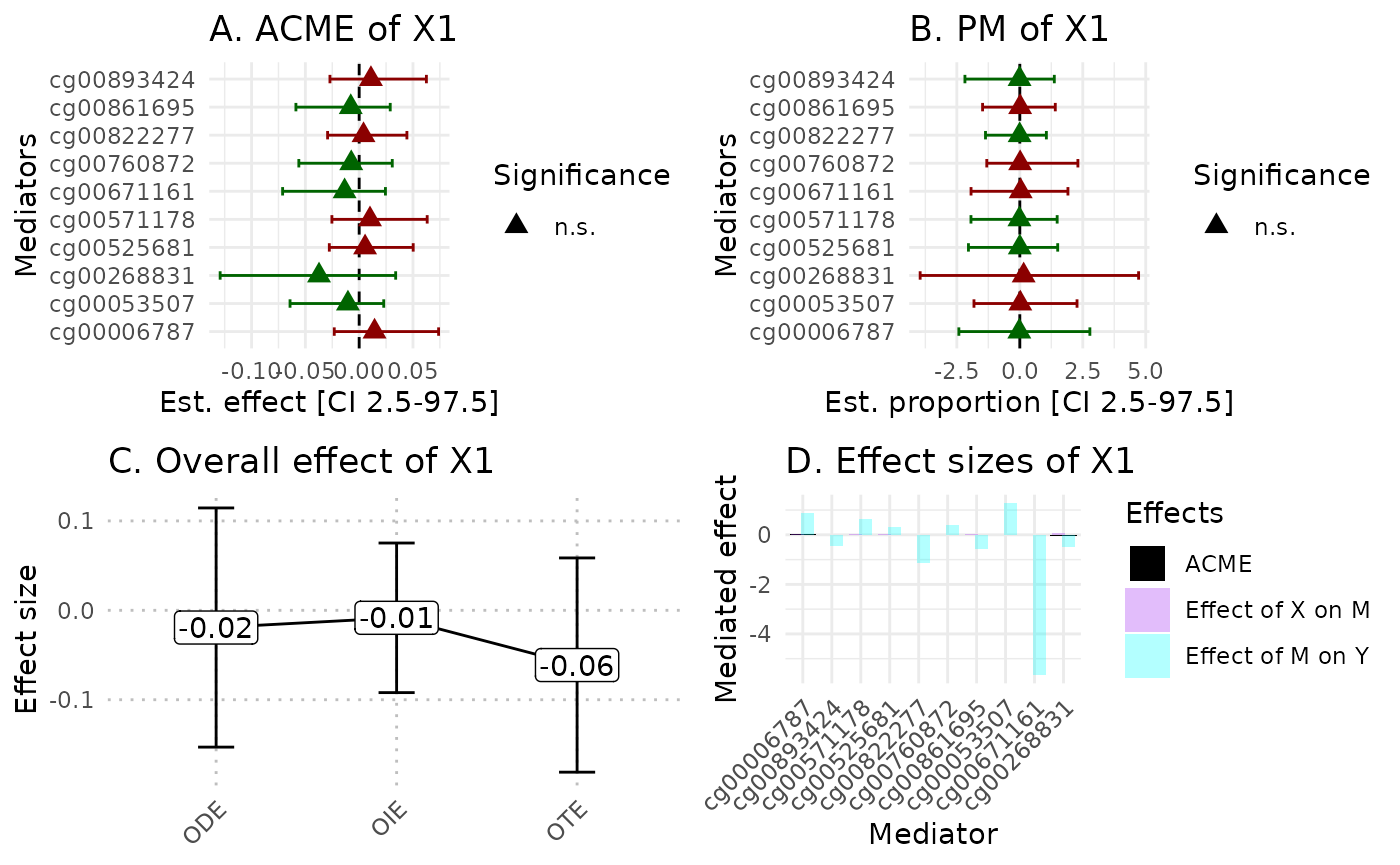 A. ACME of X1
Mediators
cg00893424
cg00861695
cg00822277
cg00760872
cg00671161
cg00571178
cg00525681
cg00268831
cg00053507
cg00006787
-0.10
-0.05
0.00
0.05
Est. effect [CI 2.5-97.5]
Significance
n.s.
B. PM of X1
Mediators
cg00893424
cg00861695
cg00822277
cg00760872
cg00671161
cg00571178
cg00525681
cg00268831
cg00053507
cg00006787
-2.5
0.0
2.5
5.0
Est. proportion [CI 2.5-97.5]
Significance
n.s.
C. Overall effect of X1
Effect size
0.1
0.0
-0.1
-0.02
-0.01
-0.06
ODE
OIE
OTE
D. Effect sizes of X1
Mediated effect
0
-2
-4
cg00006787
cg00893424
cg00571178
cg00525681
cg00822277
cg00760872
cg00861695
cg00053507
cg00671161
cg00268831
Mediator
Effects
ACME
Effect of X on M
Effect of M on Y